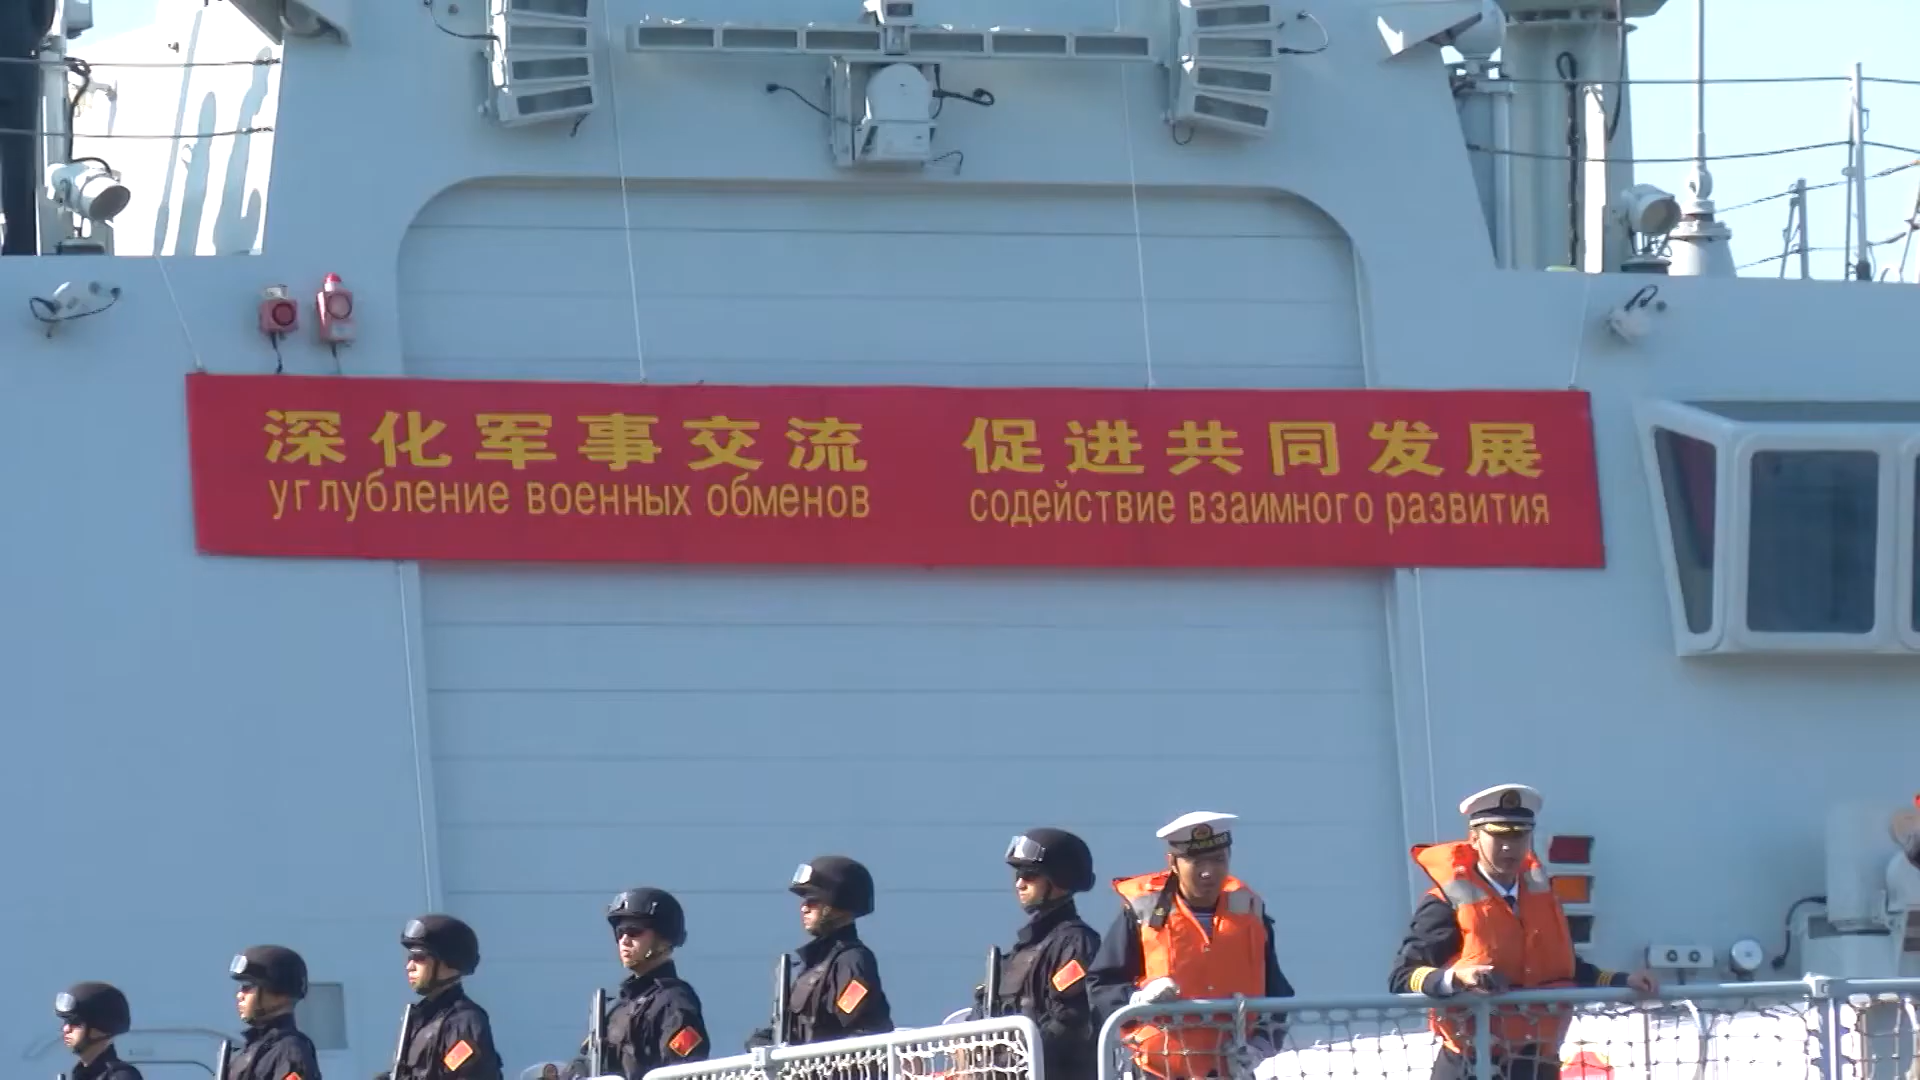 深化军事交流 促进共同发展
углубление военных обменов содействие взаимного развития